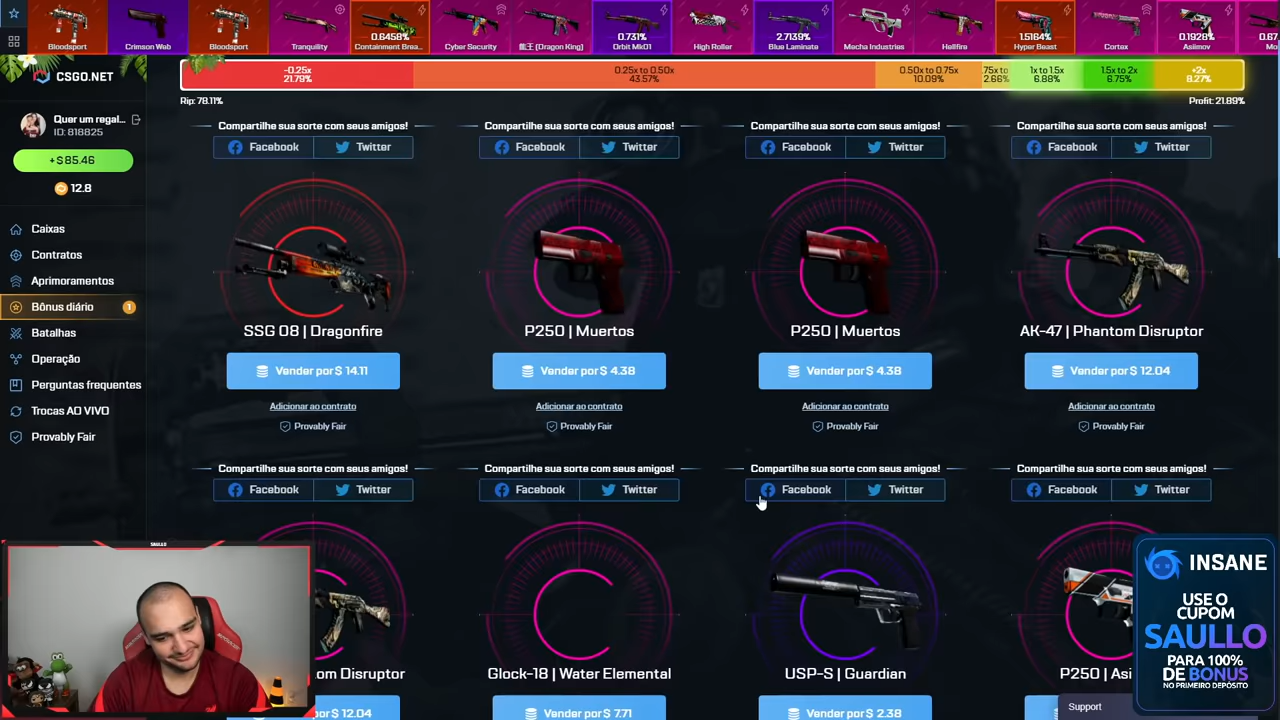 Bloodsport
Crimson Web
Bloodsport
Tranquility
0.6458%
Containment Brea...
Cyber Security
龍王 (Dragon King)
0.731%
Orbit Mk01
High Roller
2.7139%
Blue Laminate
Mecha Industries
Hellfire
1.5164%
Hyper Beast
Cortex
0.1928%
Asiimov
CSGO.NET
-0.25x
21.79%
0.25x to 0.50x
43.57%
0.50x to 0.75x
10.09%
.75x to
2.66%
1x to 1.5x
6.88%
1.5x to 2x
6.75%
+2x
8.27%
Rip: 78.11%
Profit: 21.89%
Quer um regal...
ID: 818825
+$85.46
12.8
Caixas
Contratos
Aprimoramentos
Bônus diário
1
Batalhas
Operação
Perguntas frequentes
Trocas AO VIVO
Provably Fair
Compartilhe sua sorte com seus amigos!
Facebook
Twitter
SSG 08 | Dragonfire
Vender por $ 14.11
Adicionar ao contrato
Provably Fair
Compartilhe sua sorte com seus amigos!
Facebook
Twitter
P250 | Muertos
Vender por $ 4.38
Adicionar ao contrato
Provably Fair
Compartilhe sua sorte com seus amigos!
Facebook
Twitter
P250 | Muertos
Vender por $ 4.38
Adicionar ao contrato
Provably Fair
Compartilhe sua sorte com seus amigos!
Facebook
Twitter
AK-47 | Phantom Disruptor
Vender por $ 12.04
Adicionar ao contrato
Provably Fair
Compartilhe sua sorte com seus amigos!
Facebook
Twitter
om Disruptor
por $ 12.04
Compartilhe sua sorte com seus amigos!
Facebook
Twitter
Glock-18 | Water Elemental
Vender por $ 7.71
Compartilhe sua sorte com seus amigos!
Facebook
Twitter
USP-S | Guardian
Vender por $ 2.38
Compartilhe sua sorte com seus amigos!
Facebook
Twitter
P250 | Asi
SAULLO
INSANE
USE O
CUPOM
SAULLO
PARA 100%
DE BONUS
NO PRIMEIRO DEPÓSITO
Support